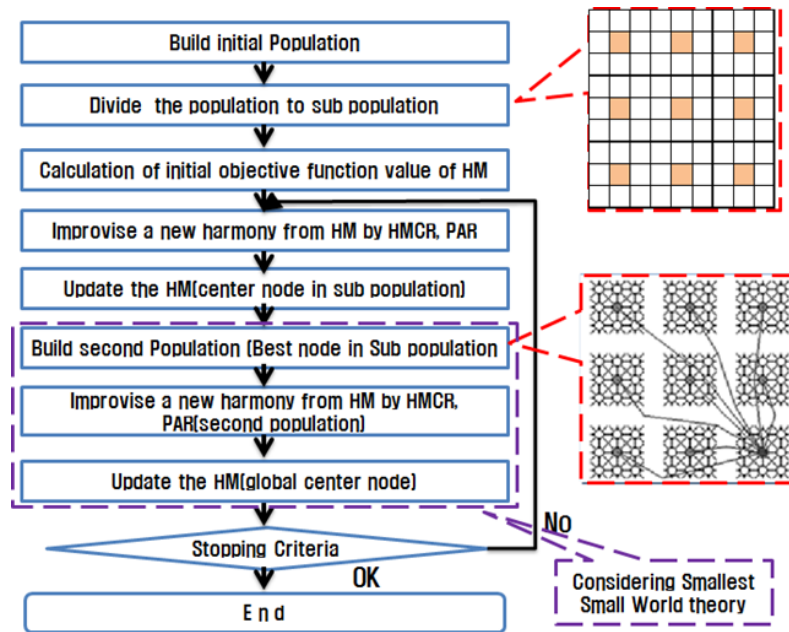 Build initial Population
Divide the population to sub population
Calculation of initial objective function value of HM
Improvise a new harmony from HM by HMCR, PAR
Update the HM(center node in sub population)
Build second Population (Best node in Sub population
Improvise a new harmony from HM by HMCR,
PAR(second population)
Update the HM(global center node)
Stopping Criteria
No
OK
End
Considering Smallest
Small World theory